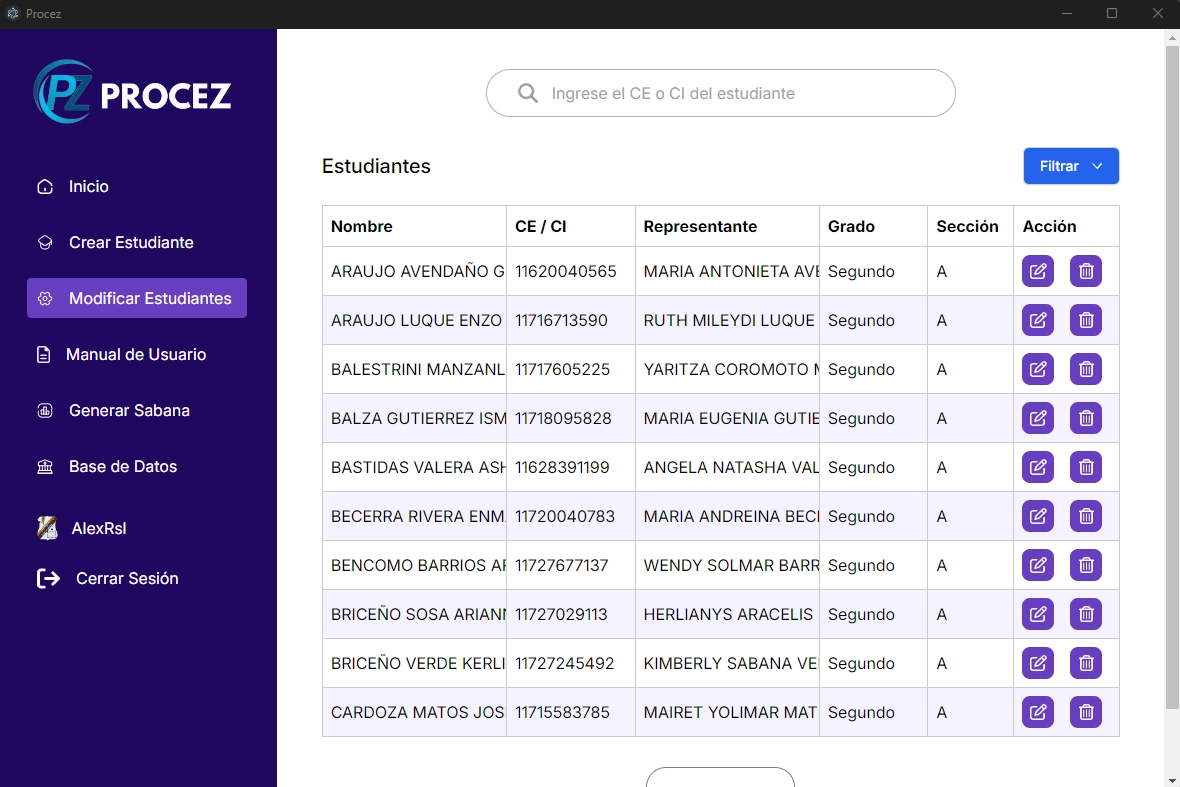 Procez
PZ PROCEZ
Inicio
Crear Estudiante
Modificar Estudiantes
Manual de Usuario
Generar Sabana
Base de Datos
AlexRsl
Cerrar Sesión
Ingrese el CE o CI del estudiante
Estudiantes
Filtrar
Nombre CE / CI Representante Grado Sección Acción
ARAUJO AVENDAÑO G 11620040565 MARIA ANTONIETA AVE Segundo A
ARAUJO LUQUE ENZO 11716713590 RUTH MILEYDI LUQUE Segundo A
BALESTRINI MANZANL 11717605225 YARITZA COROMOTO M Segundo A
BALZA GUTIERREZ ISM 11718095828 MARIA EUGENIA GUTIE Segundo A
BASTIDAS VALERA ASH 11628391199 ANGELA NATASHA VAL Segundo A
BECERRA RIVERA ENM 11720040783 MARIA ANDREINA BECE Segundo A
BENCOMO BARRIOS AR 11727677137 WENDY SOLMAR BARR Segundo A
BRICEÑO SOSA ARIANN 11727029113 HERLIANYS ARACELIS Segundo A
BRICEÑO VERDE KERLI 11727245492 KIMBERLY SABANA VE Segundo A
CARDOZA MATOS JOS 11715583785 MAIRET YOLIMAR MAT Segundo A